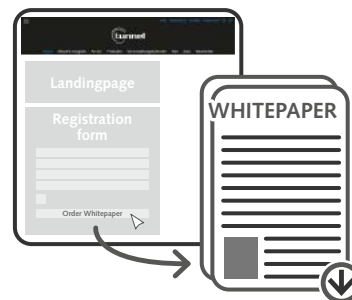 tunnel
Landingpage
Registration
form
Order Whitepaper
WHITEPAPER